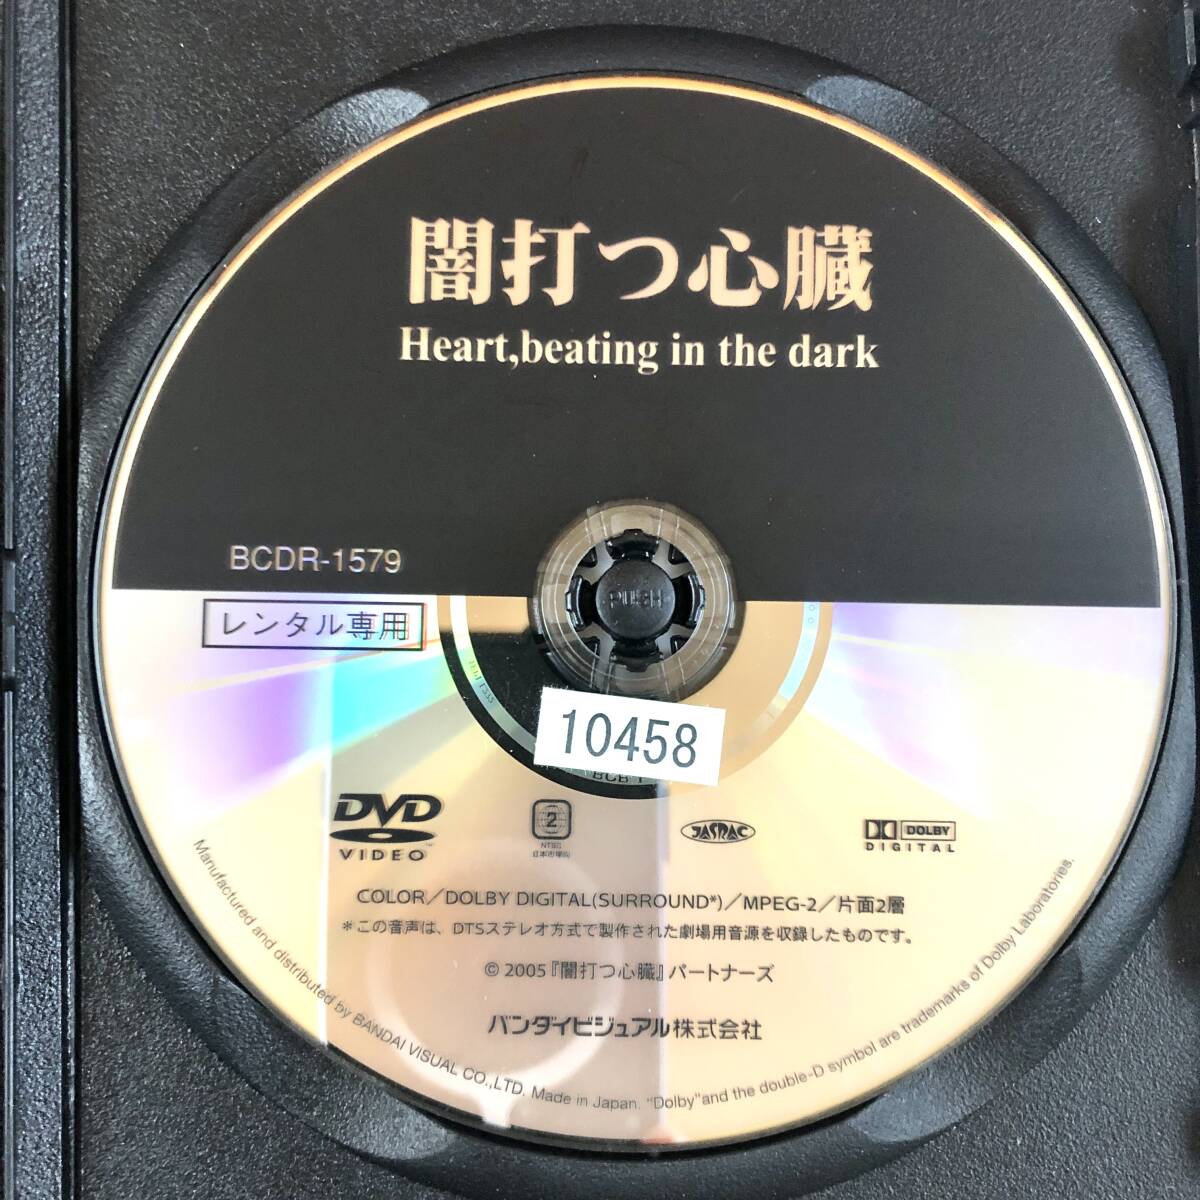 闇打つ心臓
Heart,beating in the dark
BCDR-1579
レンタル専用
PUSH
10458
DVD
VIDEO™
2
NTSC
日本市場向
JASRAC
DOLBY
DIGITAL
COLOR／DOLBY DIGITAL(SURROUND*)／MPEG-2／片面2層
＊この音声は、DTSステレオ方式で製作された劇場用音源を収録したものです。
© 2005『闇打つ心臓』パートナーズ
バンダイビジュアル株式会社
Manufactured and distributed by BANDAI VISUAL CO.,LTD. Made in Japan. “Dolby”and the double-D symbol are trademarks of Dolby Laboratories.